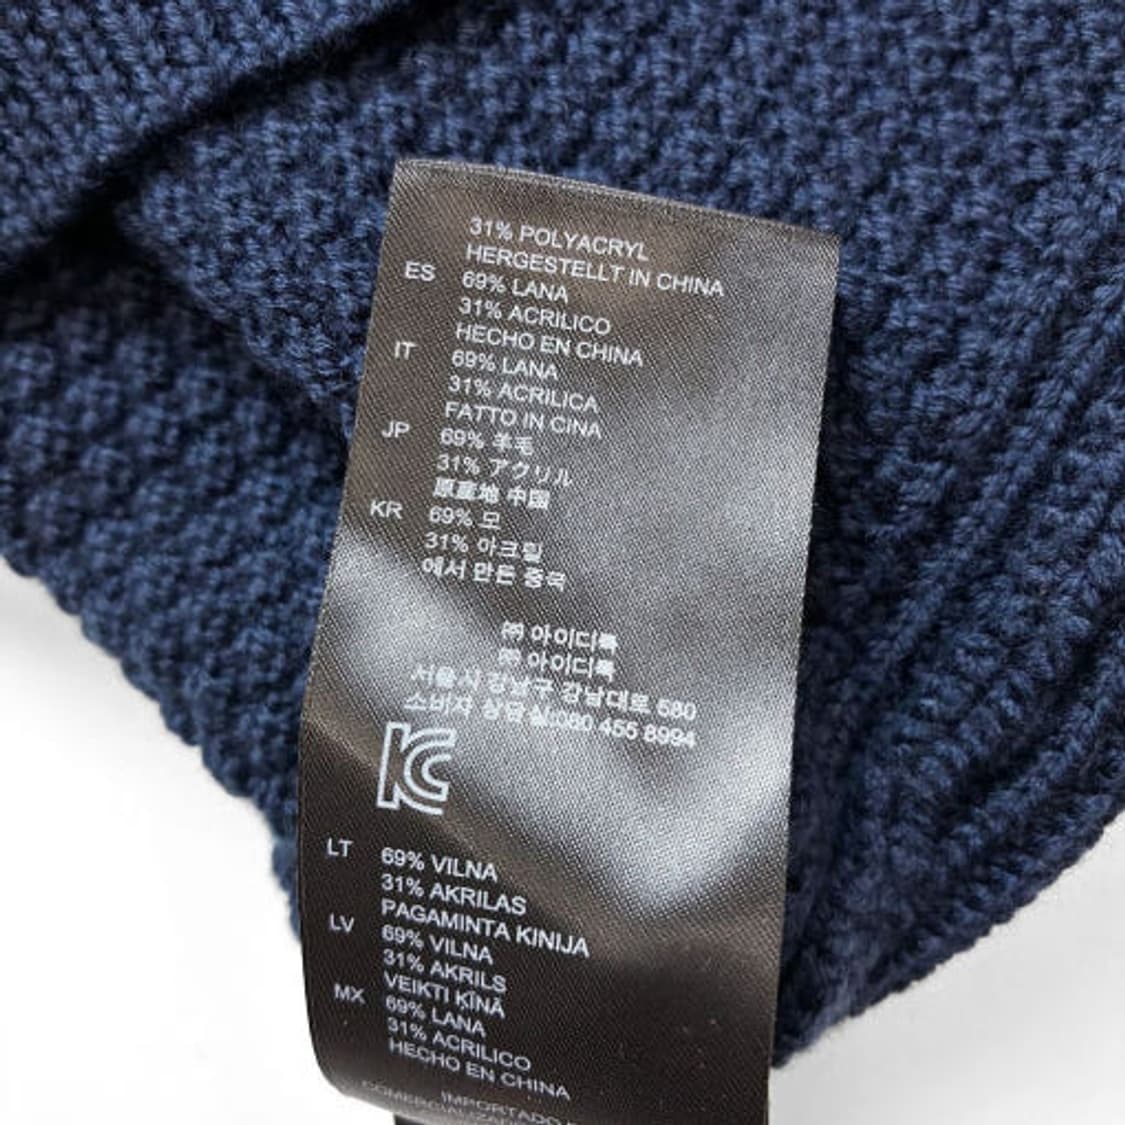 31% POLYACRYL
HERGESTELLT IN CHINA
ES 69% LANA
31% ACRILICO
HECHO EN CHINA
IT 69% LANA
31% ACRILICA
FATTO IN CINA
JP 69% 羊毛
31% アクリル
原産地 中国
KR 69% 모
31% 아크릴
에서 만든 중국
㈜ 아이디룩
㈜ 아이디룩
서울시 강남구 강남대로 580
소비자 상담실:080 455 8994
KC
LT 69% VILNA
31% AKRILAS
PAGAMINTA KINIJA
LV 69% VILNA
31% AKRILS
VEIKTI ĶĪNĀ
MX 69% LANA
31% ACRILICO
HECHO EN CHINA
IMPORTADO